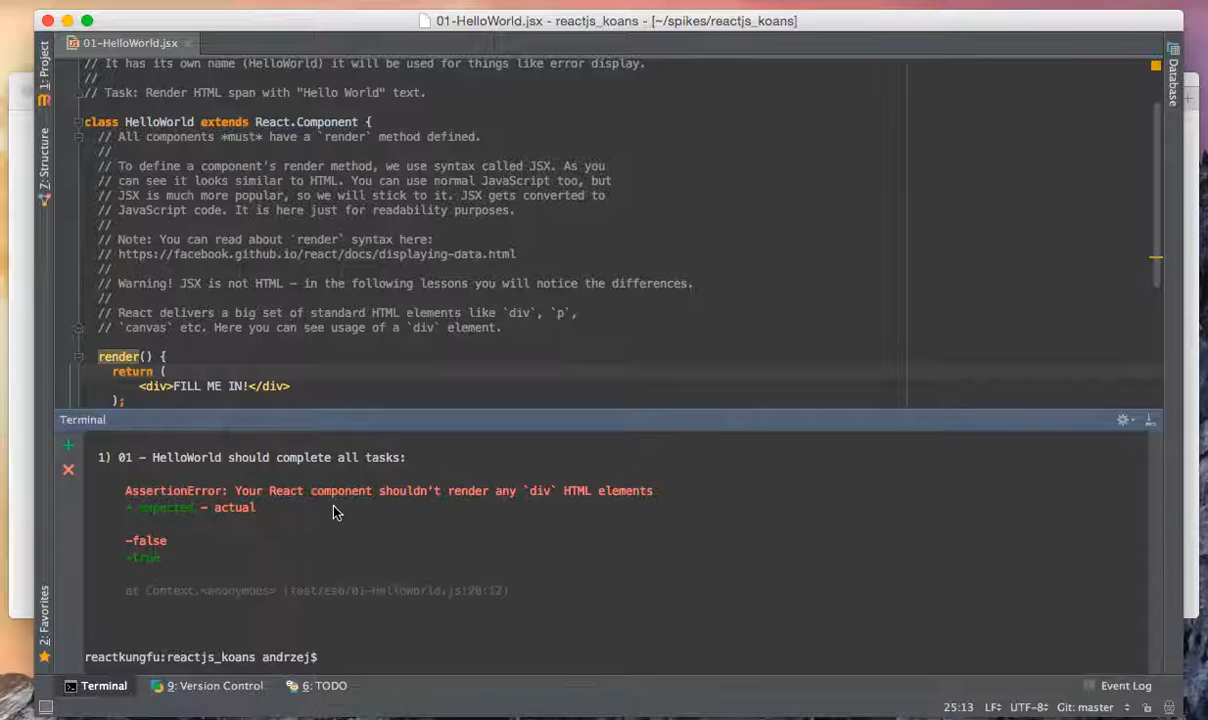 01-HelloWorld.jsx - reactjs_koans - [~/spikes/reactjs_koans]
01-HelloWorld.jsx
1: Project
Z: Structure
2: Favorites
Database
// It has its own name (HelloWorld) it will be used for things like error display.
//
// Task: Render HTML span with "Hello World" text.
class HelloWorld extends React.Component {
// All components *must* have a `render` method defined.
//
// To define a component's render method, we use syntax called JSX. As you
// can see it looks similar to HTML. You can use normal JavaScript too, but
// JSX is much more popular, so we will stick to it. JSX gets converted to
// JavaScript code. It is here just for readability purposes.
//
// Note: You can read about `render` syntax here:
// https://facebook.github.io/react/docs/displaying-data.html
//
// Warning! JSX is not HTML - in the following lessons you will notice the differences.
//
// React delivers a big set of standard HTML elements like `div`, `p`,
// `canvas` etc. Here you can see usage of a `div` element.
render() {
return (
<div>FILL ME IN!</div>
);
Terminal
1) 01 - HelloWorld should complete all tasks:
AssertionError: Your React component shouldn't render any `div` HTML elements
+ expected - actual
-false
+true
at Context.<anonymous> (test/es6/01-HelloWorld.js:28:12)
reactkungfu:reactjs_koans andrzej$
Terminal 9: Version Control 6: TODO Event Log
25:13 LF UTF-8 Git: master